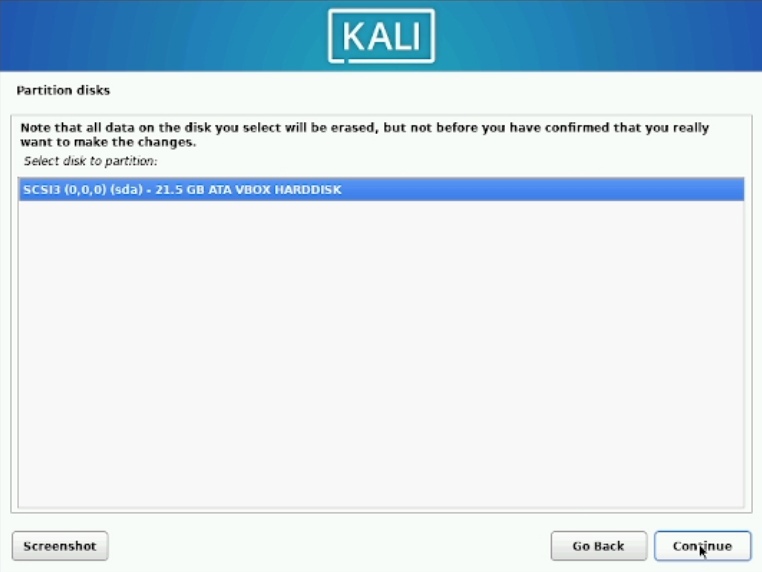 KALI
Partition disks
Note that all data on the disk you select will be erased, but not before you have confirmed that you really
want to make the changes.
Select disk to partition:
SCSI3 (0,0,0) (sda) - 21.5 GB ATA VBOX HARDDISK
Screenshot
Go Back
Continue